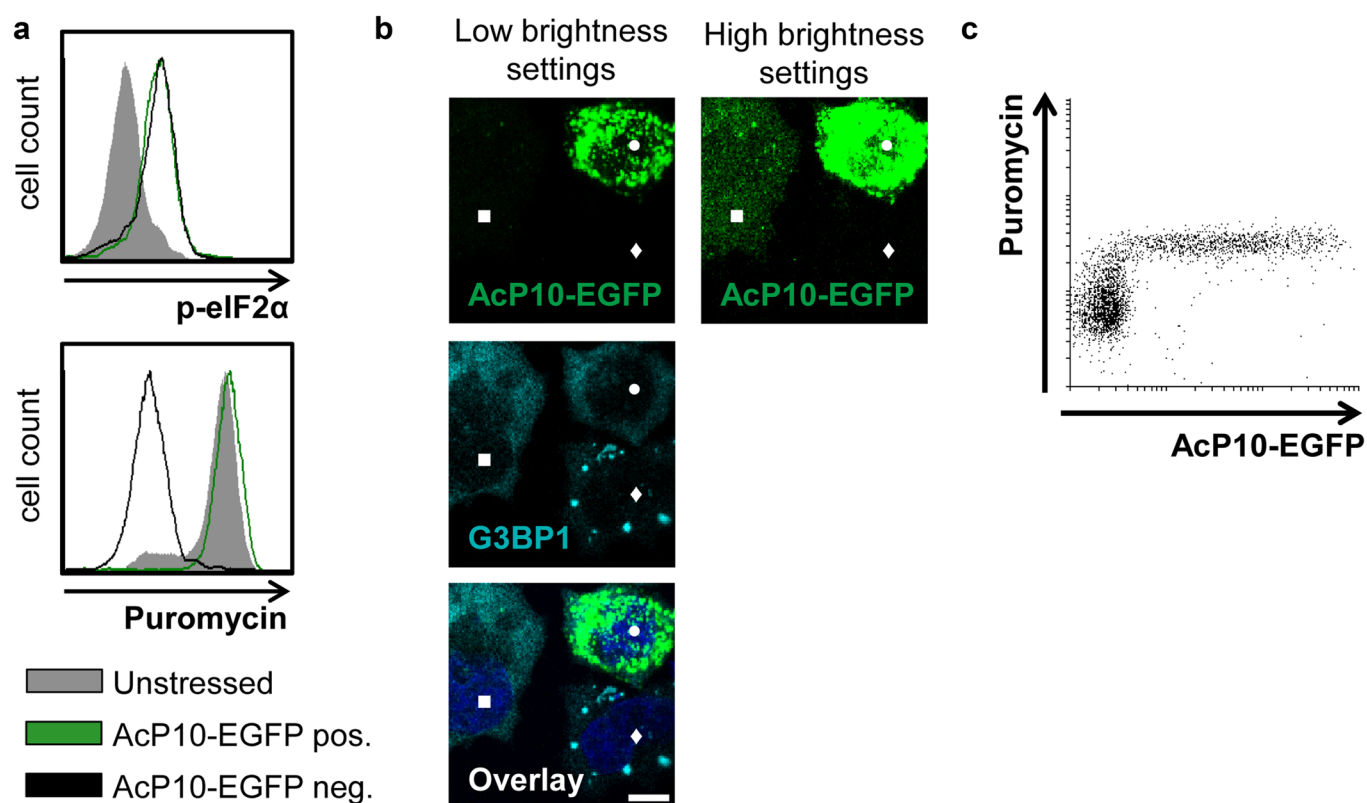 a
cell count
p-eIF2α
cell count
Puromycin
Unstressed
AcP10-EGFP pos.
AcP10-EGFP neg.
b
Low brightness
settings
High brightness
settings
AcP10-EGFP
AcP10-EGFP
G3BP1
Overlay
c
Puromycin
AcP10-EGFP